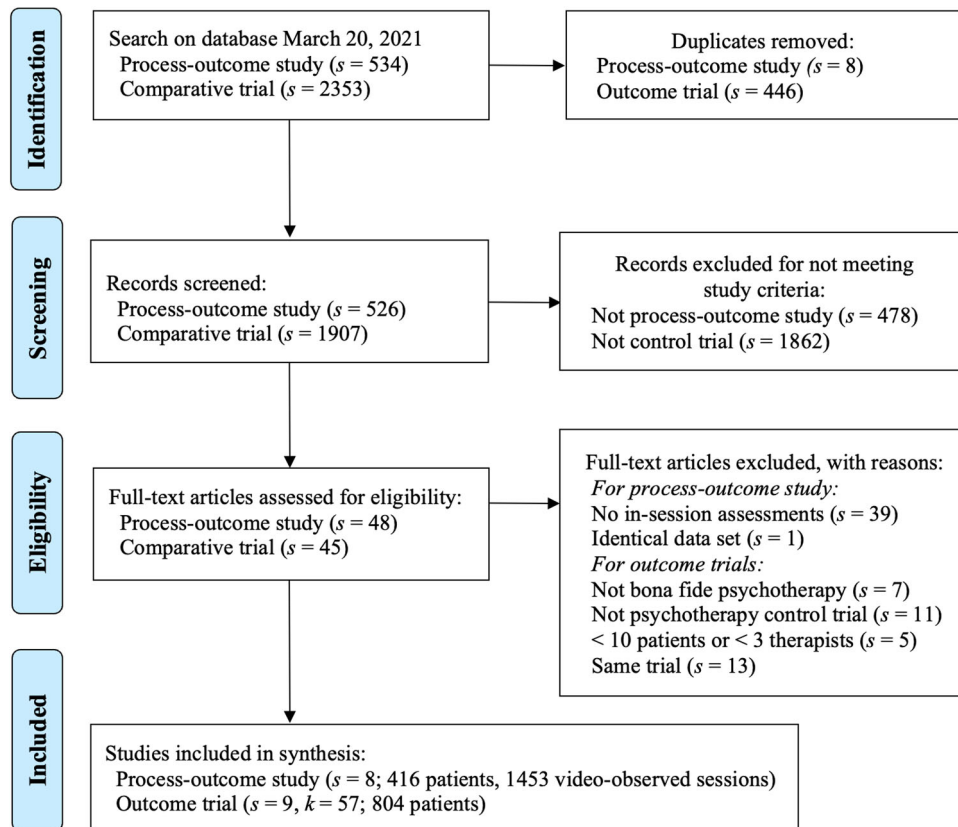 Identification
Search on database March 20, 2021
Process-outcome study (s = 534)
Comparative trial (s = 2353)
Duplicates removed:
Process-outcome study (s = 8)
Outcome trial (s = 446)
Screening
Records screened:
Process-outcome study (s = 526)
Comparative trial (s = 1907)
Records excluded for not meeting
study criteria:
Not process-outcome study (s = 478)
Not control trial (s = 1862)
Eligibility
Full-text articles assessed for eligibility:
Process-outcome study (s = 48)
Comparative trial (s = 45)
Full-text articles excluded, with reasons:
For process-outcome study:
No in-session assessments (s = 39)
Identical data set (s = 1)
For outcome trials:
Not bona fide psychotherapy (s = 7)
Not psychotherapy control trial (s = 11)
< 10 patients or < 3 therapists (s = 5)
Same trial (s = 13)
Included
Studies included in synthesis:
Process-outcome study (s = 8; 416 patients, 1453 video-observed sessions)
Outcome trial (s = 9, k = 57; 804 patients)